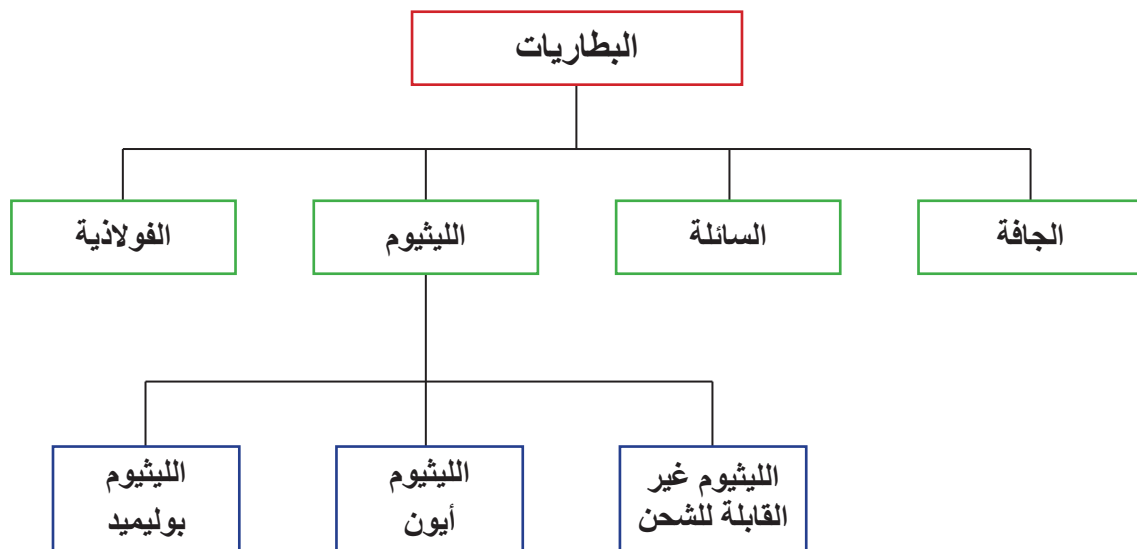 البطاريات
الجافة
السائلة
الليثيوم
الفولاذية
الليثيوم غير
القابلة للشحن
الليثيوم
أيون
الليثيوم
بوليميد